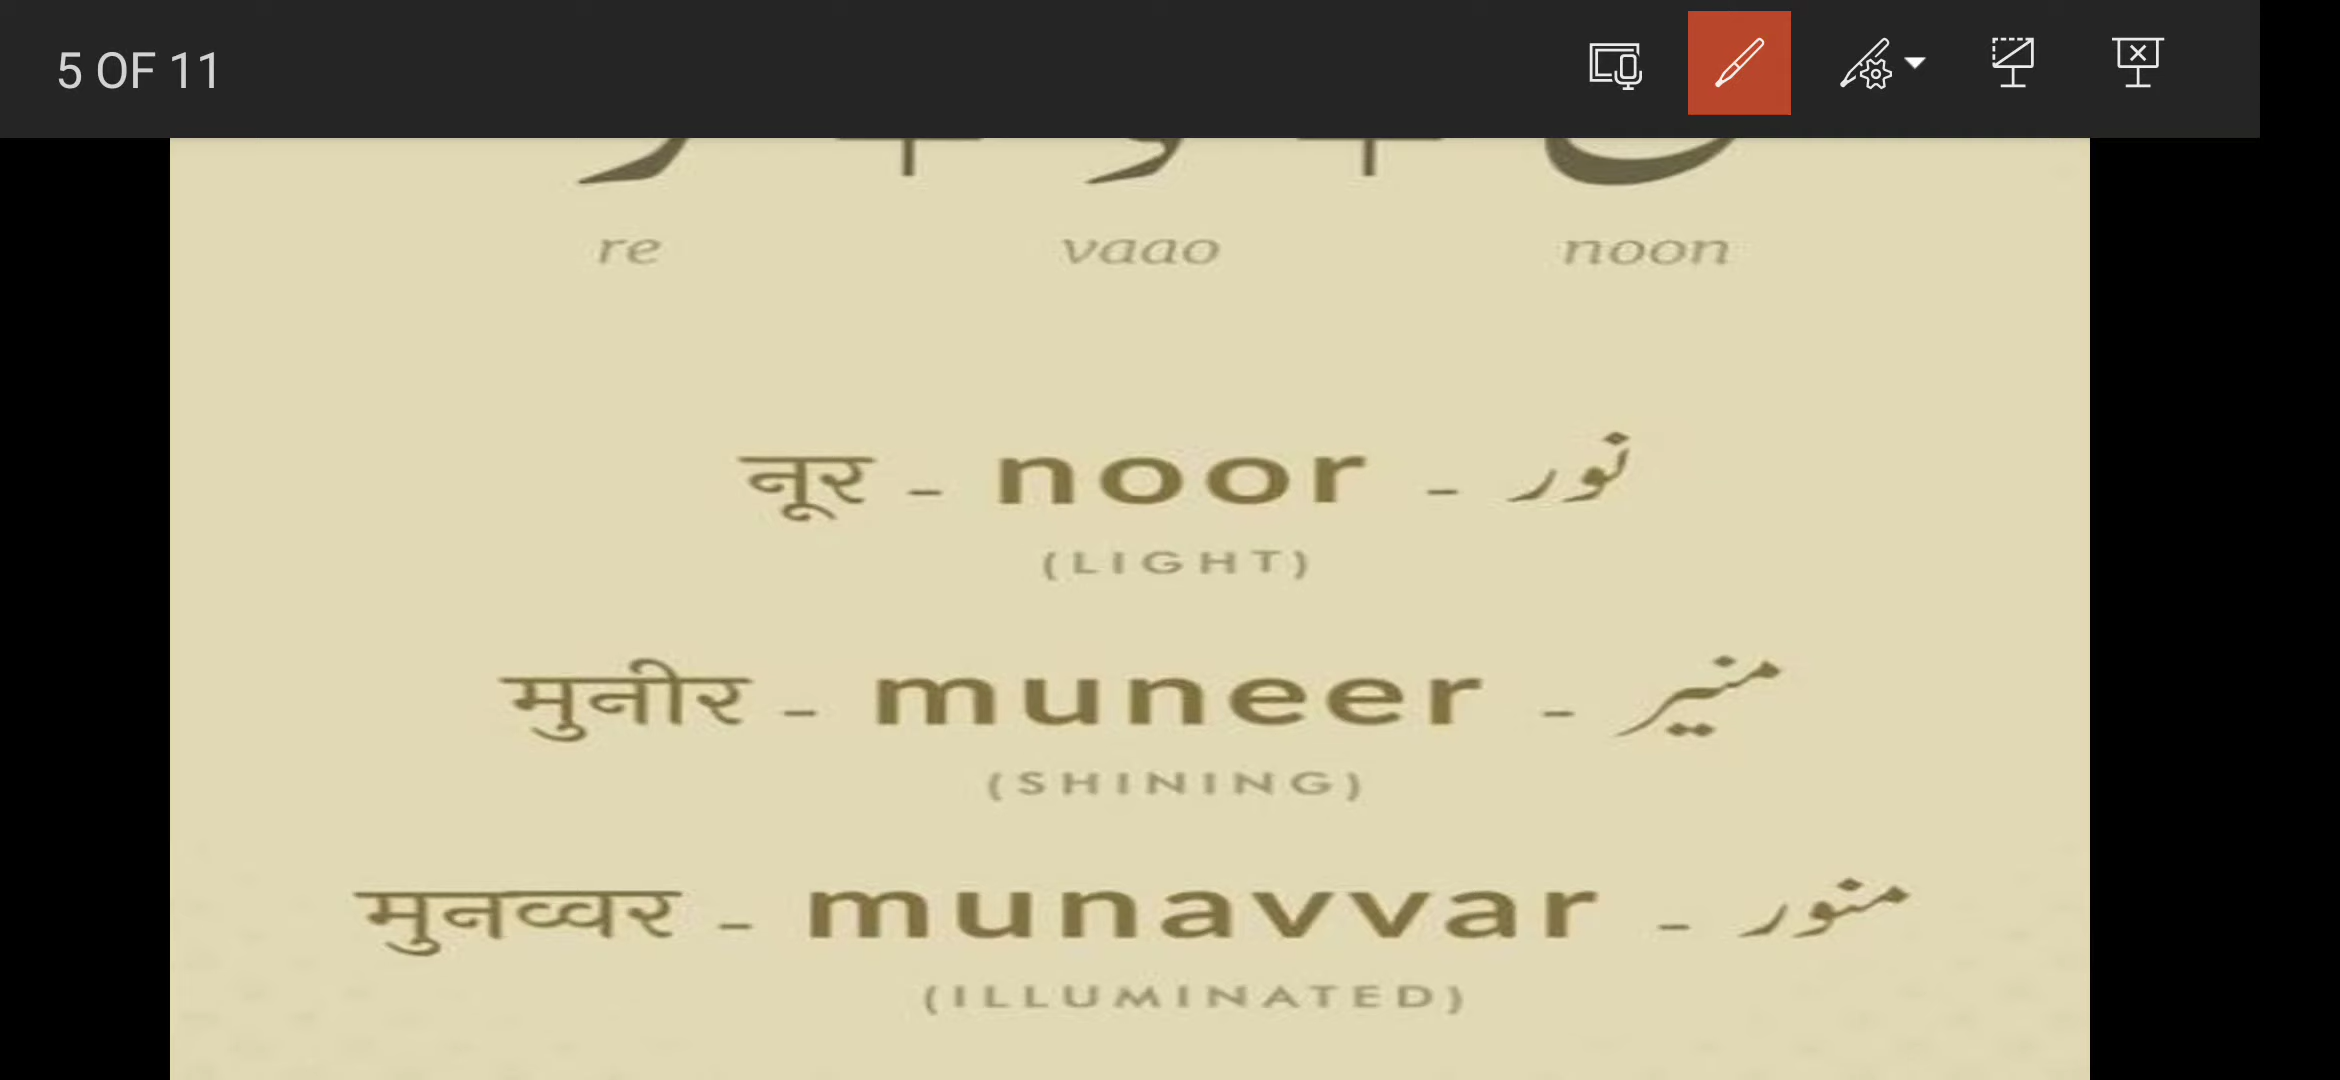 5 OF 11
re vaao noon
नूर - noor - نور
(LIGHT)
मुनीर - muneer - منیر
(SHINING)
मुनव्वर - munavvar - منور
(ILLUMINATED)